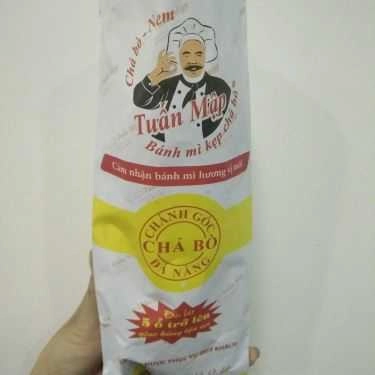 Chả bò - Nem
Tuấn Mập
Bánh mì kẹp chả bò
Cảm nhận bánh mì hương vị mới
CHÁNH GỐC
CHẢ BÒ
ĐÀ NẴNG
5 ổ trở lên